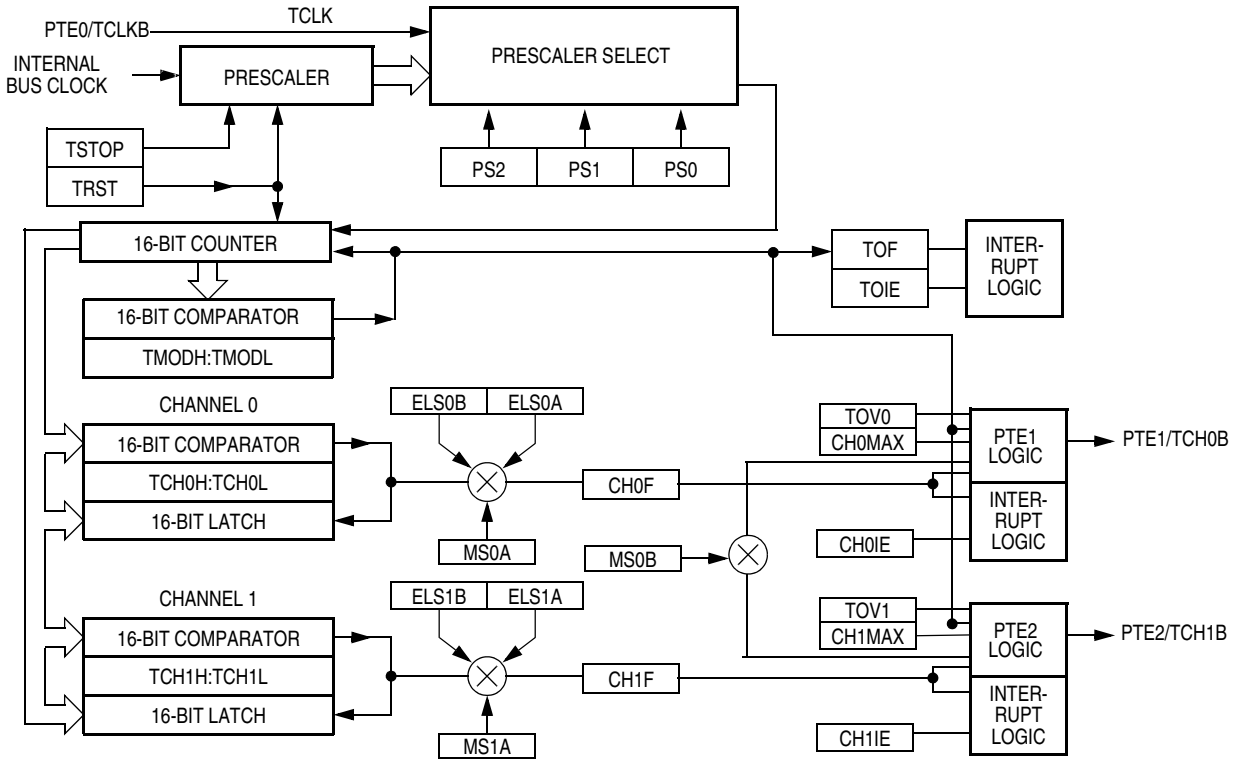 TCLK
PTE0/TCLKB
PRESCALER SELECT
INTERNAL
BUS CLOCK
PRESCALER
TSTOP
TRST
PS2
PS1
PS0
16-BIT COUNTER
TOF
TOIE
INTER-
RUPT
LOGIC
16-BIT COMPARATOR
TMODH:TMODL
CHANNEL 0
ELS0B
ELS0A
16-BIT COMPARATOR
TCH0H:TCH0L
16-BIT LATCH
MS0A
CH0F
TOV0
CH0MAX
PTE1
LOGIC
PTE1/TCH0B
INTER-
RUPT
LOGIC
CH0IE
MS0B
CHANNEL 1
ELS1B
ELS1A
16-BIT COMPARATOR
TCH1H:TCH1L
16-BIT LATCH
MS1A
CH1F
TOV1
CH1MAX
PTE2
LOGIC
PTE2/TCH1B
INTER-
RUPT
LOGIC
CH1IE